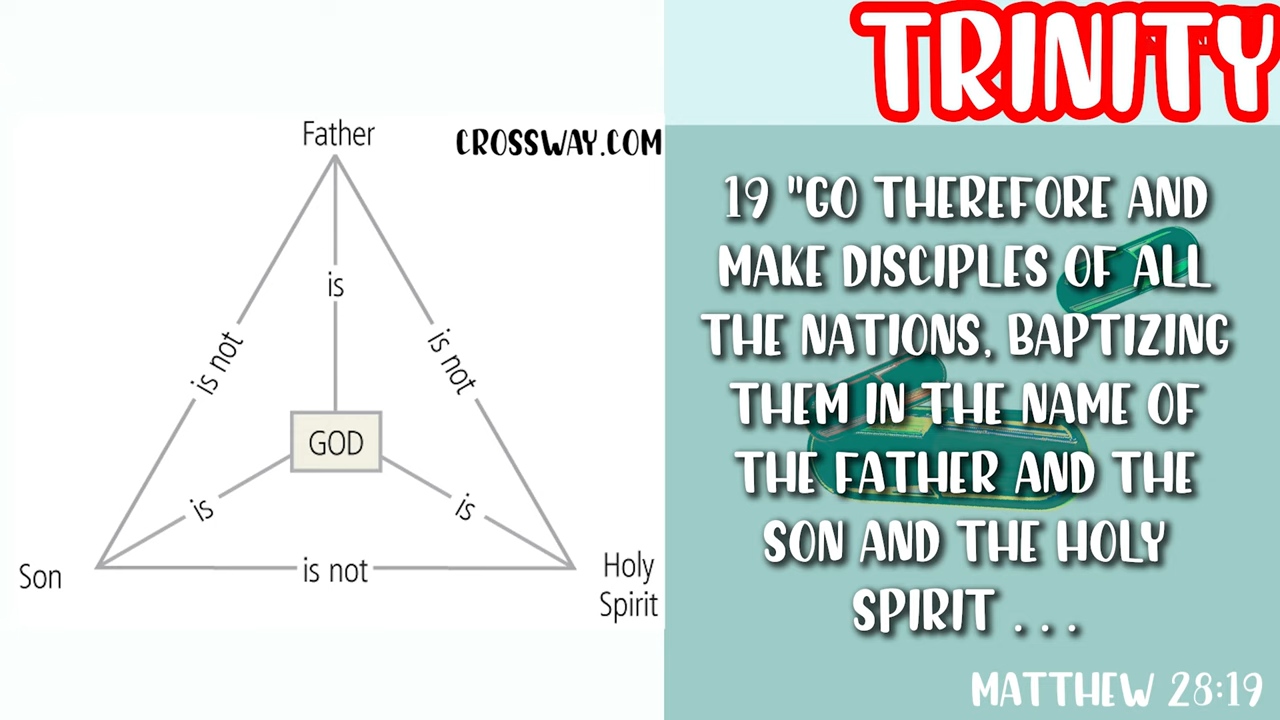 Father
CROSSWAY.COM
is
is not
is not
GOD
is
is
Son
is not
Holy
Spirit
TRINITY
19 "GO THEREFORE AND
MAKE DISCIPLES OF ALL
THE NATIONS, BAPTIZING
THEM IN THE NAME OF
THE FATHER AND THE
SON AND THE HOLY
SPIRIT . . .
MATTHEW 28:19